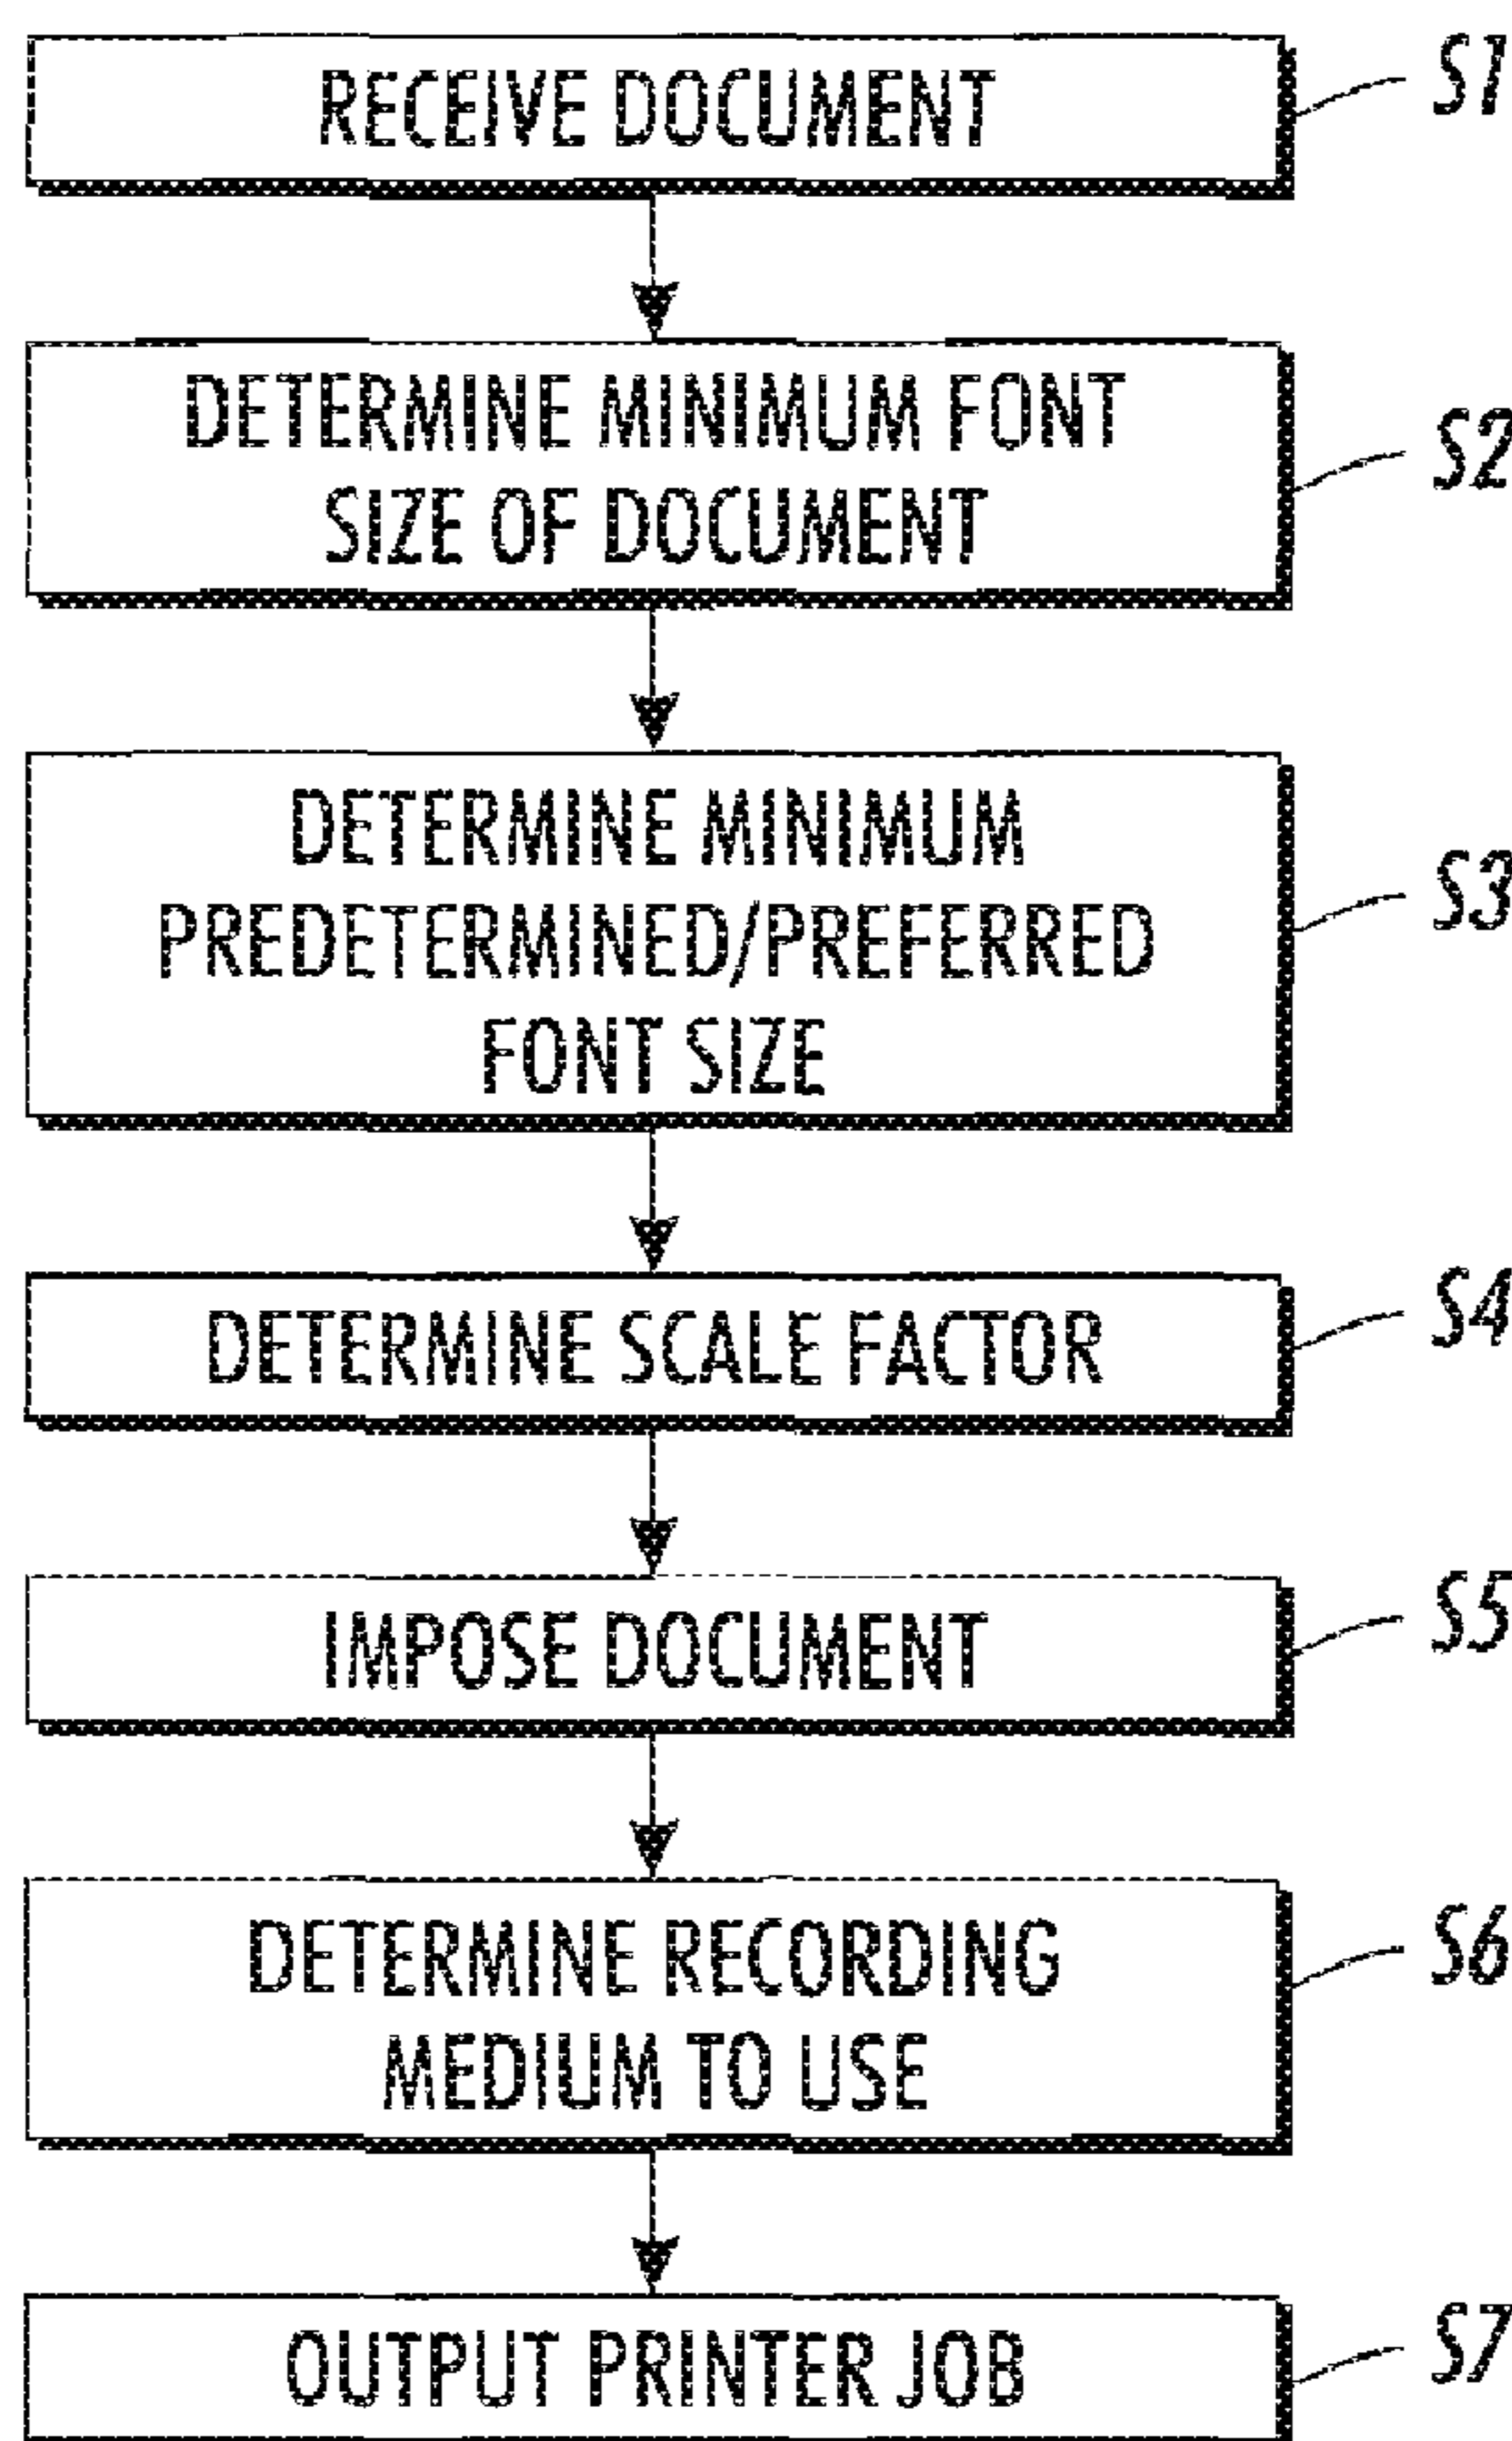 RECEIVE DOCUMENT
S1
DETERMINE MINIMUM FONT
SIZE OF DOCUMENT
S2
DETERMINE MINIMUM
PREDETERMINED/PREFERRED
FONT SIZE
S3
DETERMINE SCALE FACTOR
S4
IMPOSE DOCUMENT
S5
DETERMINE RECORDING
MEDIUM TO USE
S6
OUTPUT PRINTER JOB
S7